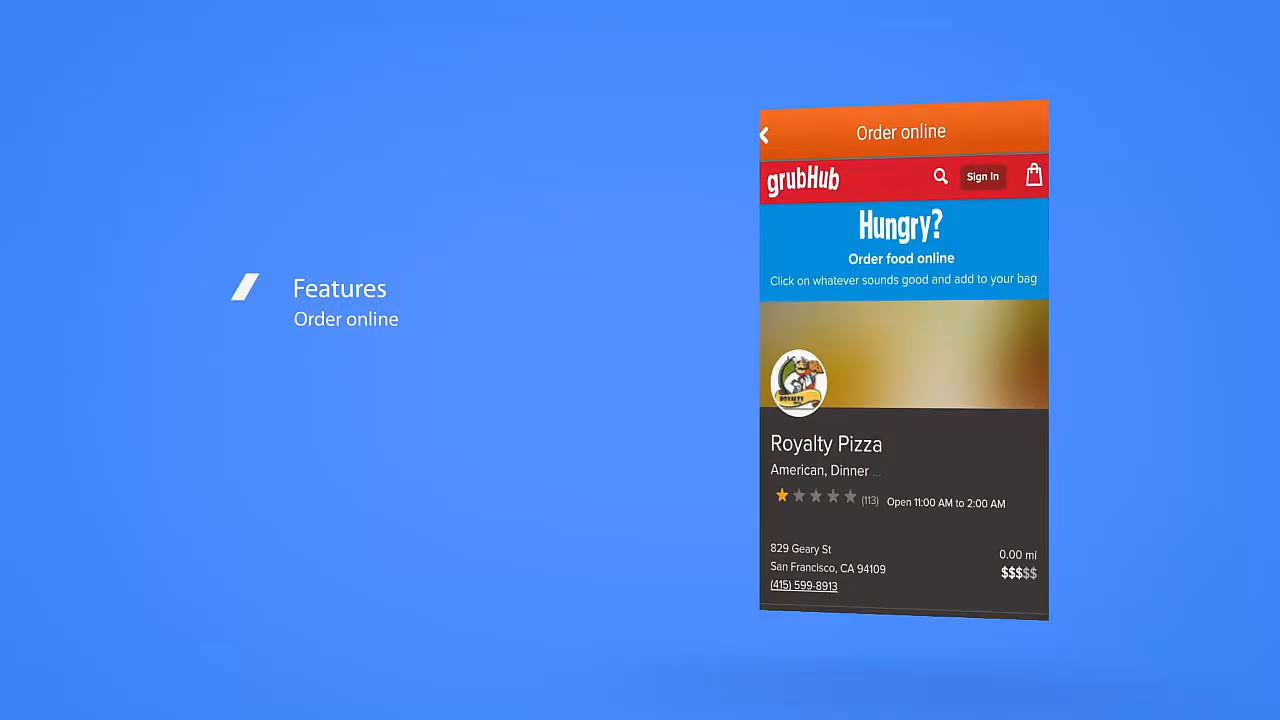 Features
Order online
Order online
grubHub
Sign In
Hungry?
Order food online
Click on whatever sounds good and add to your bag
ROYALTY
Royalty Pizza
American, Dinner ...
(113) Open 11:00 AM to 2:00 AM
829 Geary St
0.00 mi
San Francisco, CA 94109
$$$$$
(415) 599-8913